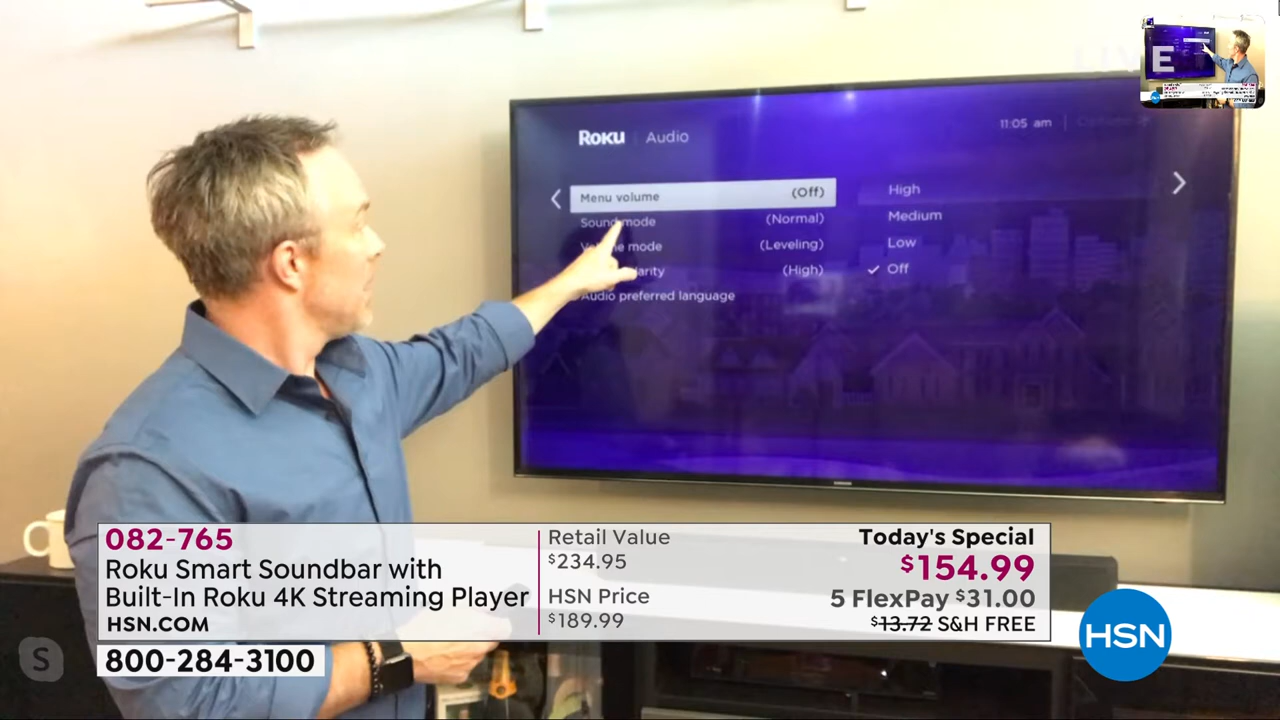 LIVE
Roku
Audio
11:05 am
Menu volume (Off)
Sound mode (Normal)
mode (Leveling)
(High)
Audio preferred language
High
Medium
Low
Off
082-765
Roku Smart Soundbar with
Built-In Roku 4K Streaming Player
HSN.COM
800-284-3100
Retail Value
$234.95
HSN Price
$189.99
Today's Special
$154.99
5 FlexPay $31.00
$13.72 S&H FREE
HSN
S
SAMSUNG